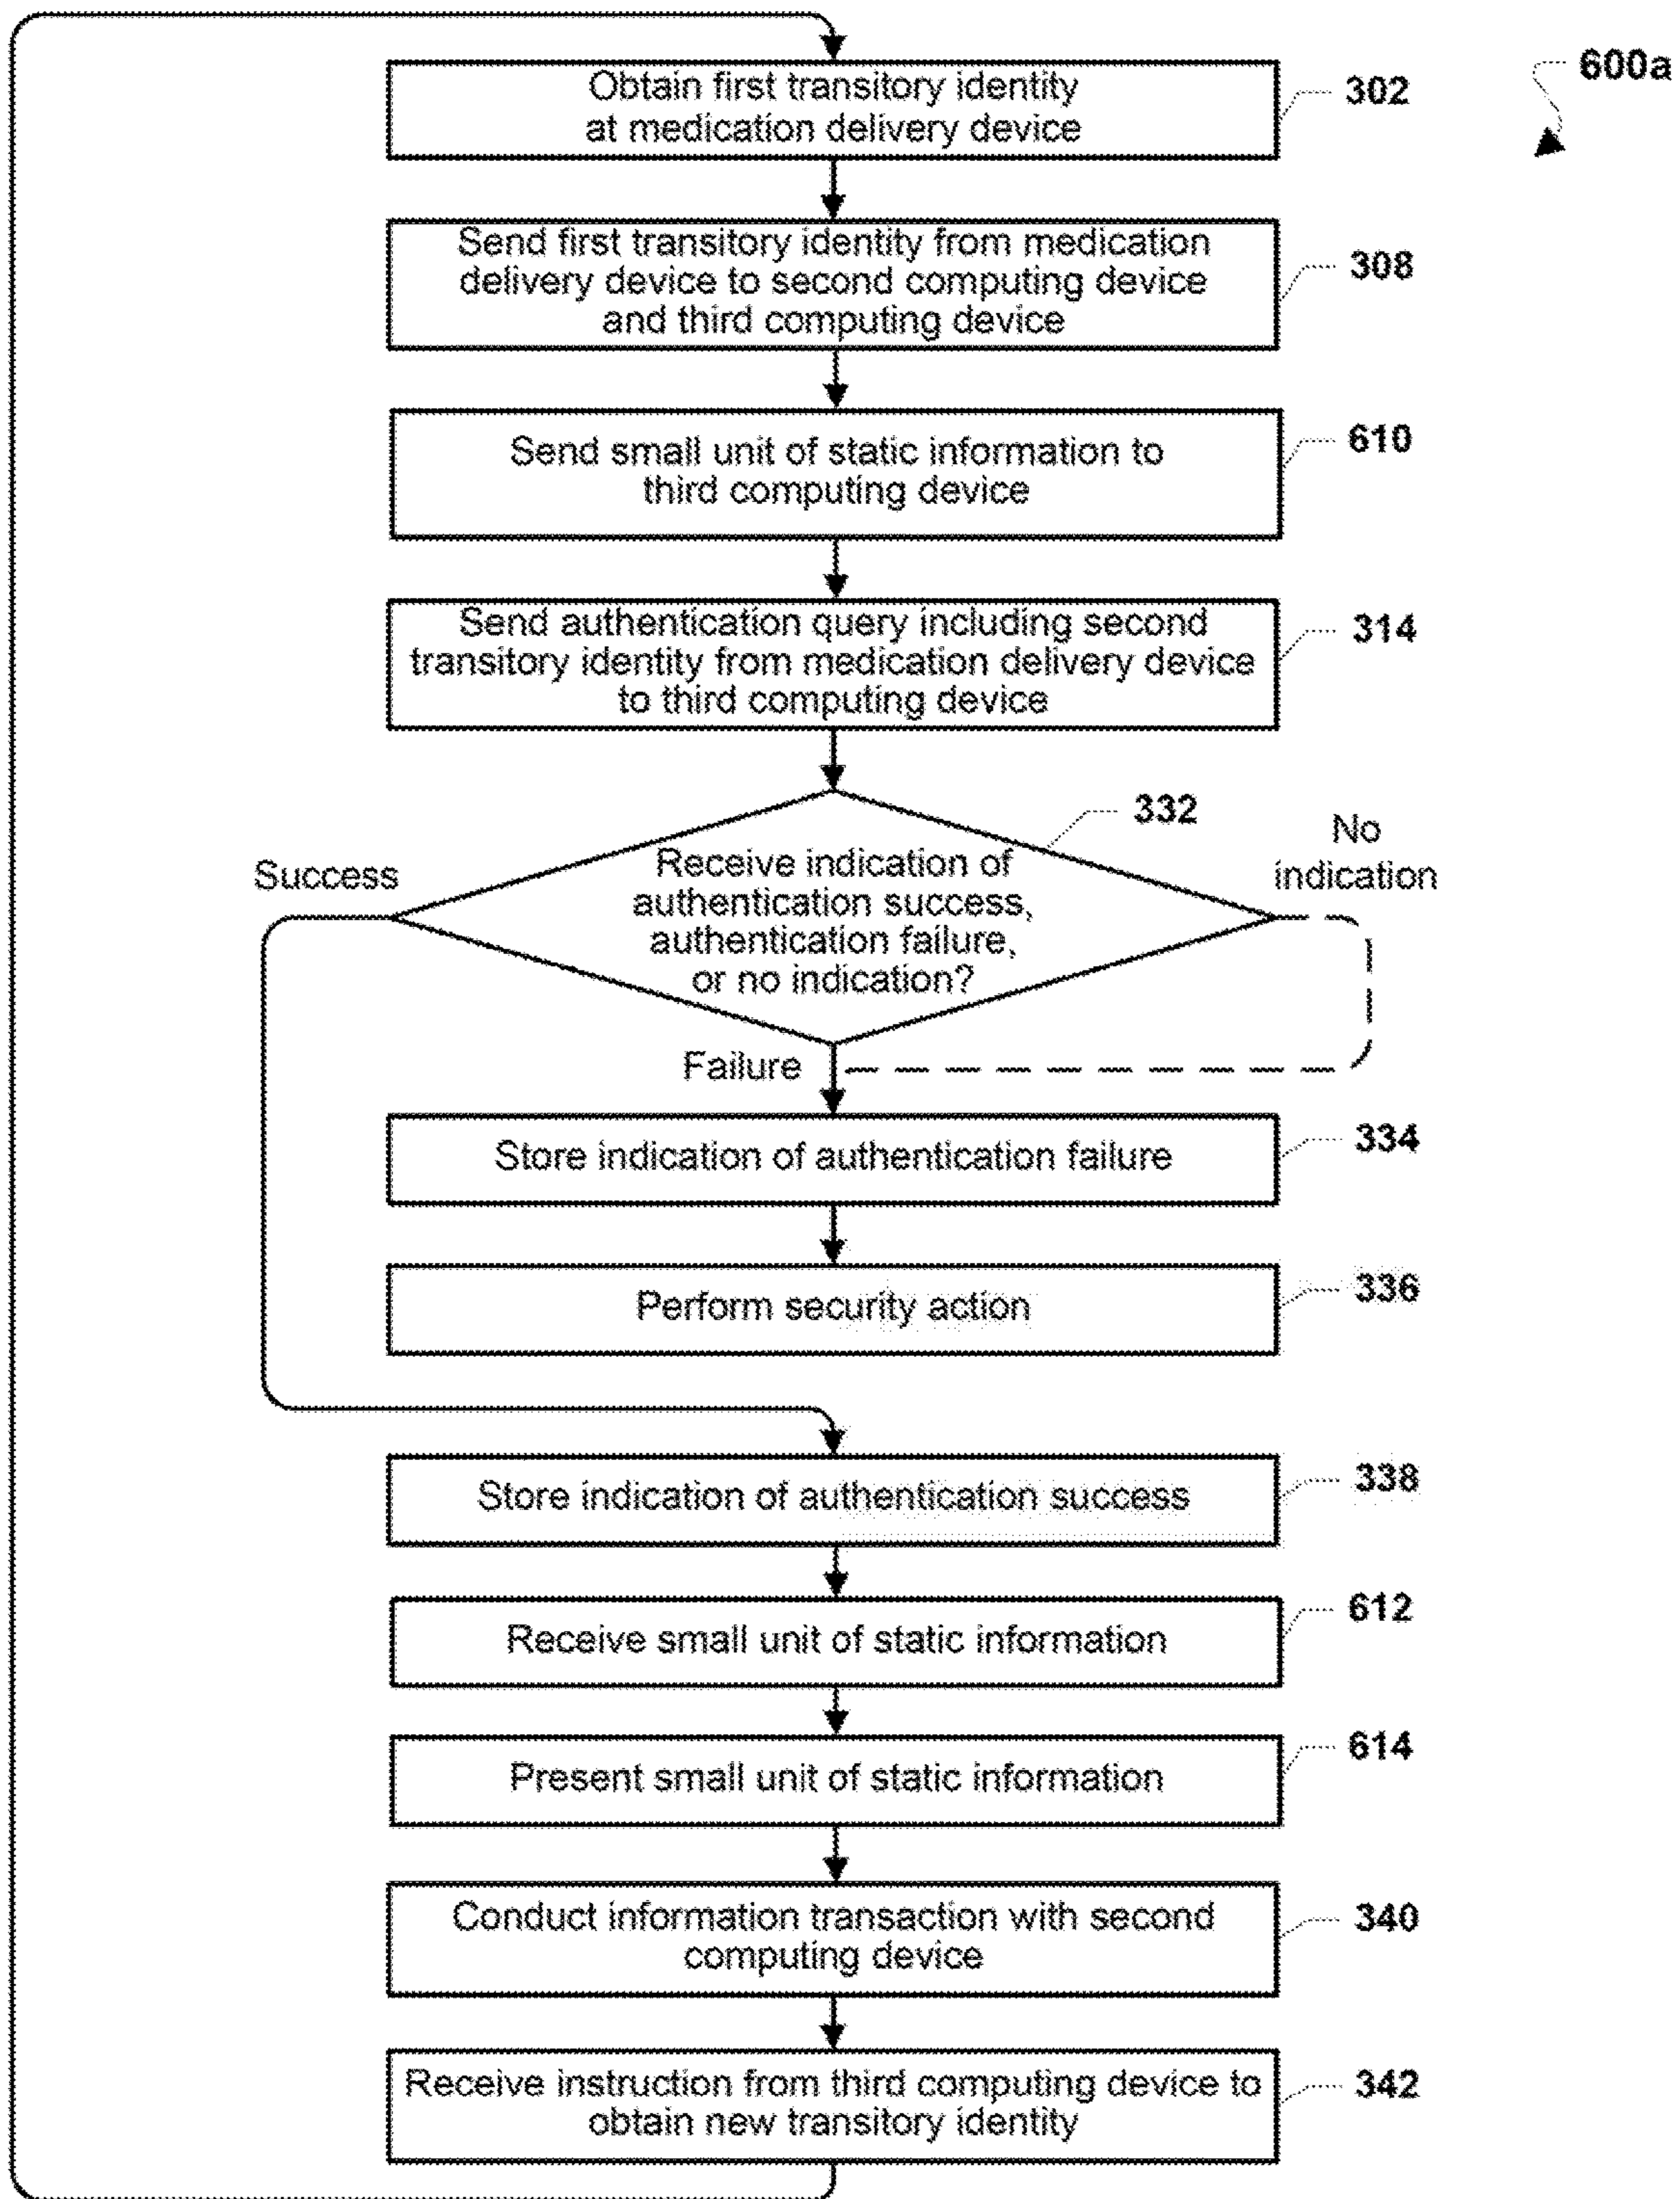 600a
Obtain first transitory identity
at medication delivery device
302
Send first transitory identity from medication
delivery device to second computing device
and third computing device
308
Send small unit of static information to
third computing device
610
Send authentication query including second
transitory identity from medication delivery device
to third computing device
314
332
Receive indication of
authentication success,
authentication failure,
or no indication?
Success
No
indication
Failure
Store indication of authentication failure
334
Perform security action
336
Store indication of authentication success
338
Receive small unit of static information
612
Present small unit of static information
614
Conduct information transaction with second
computing device
340
Receive instruction from third computing device to
obtain new transitory identity
342